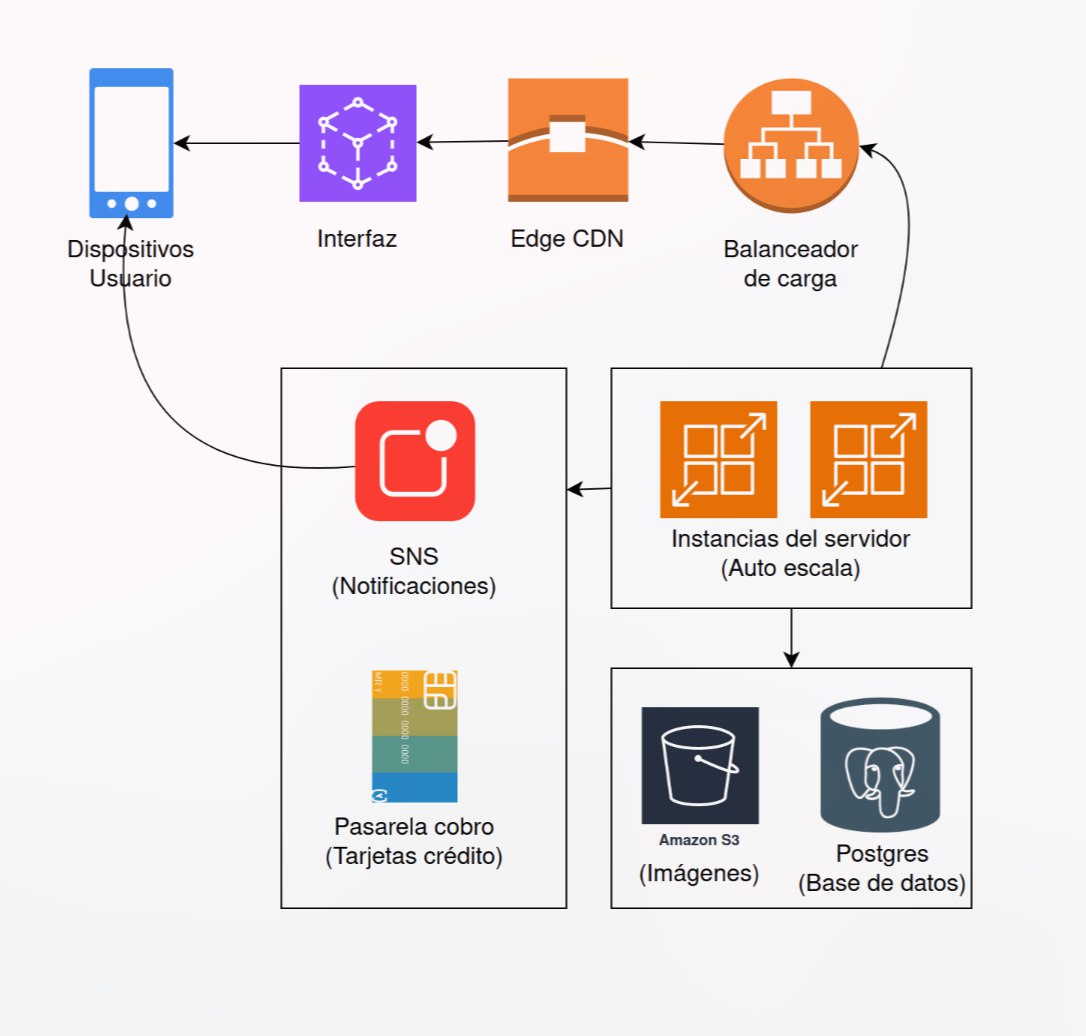 Dispositivos
Usuario
Interfaz
Edge CDN
Balanceador
de carga
SNS
(Notificaciones)
Instancias del servidor
(Auto escala)
MR Y
0000 0000 0000 0000
Pasarela cobro
(Tarjetas crédito)
Amazon S3
(Imágenes)
Postgres
(Base de datos)